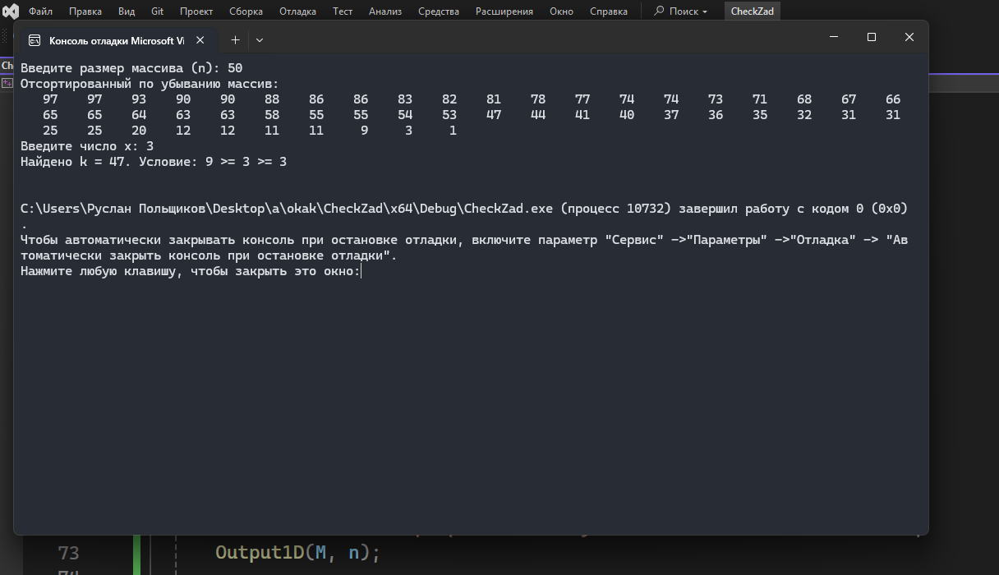 Файл Правка Вид Git Проект Сборка Отладка Тест Анализ Средства Расширения Окно Справка Поиск CheckZad
Консоль отладки Microsoft Vi
Ch
Введите размер массива (n): 50
Отсортированный по убыванию массив:
97 97 93 90 90 88 86 86 83 82 81 78 77 74 74 73 71 68 67 66
65 65 64 63 63 58 55 55 54 53 47 44 41 40 37 36 35 32 31 31
25 25 20 12 12 11 11 9 3 1
Введите число x: 3
Найдено k = 47. Условие: 9 >= 3 >= 3
C:\Users\Руслан Польщиков\Desktop\a\okak\CheckZad\x64\Debug\CheckZad.exe (процесс 10732) завершил работу с кодом 0 (0x0)
.
Чтобы автоматически закрывать консоль при остановке отладки, включите параметр "Сервис" ->"Параметры" ->"Отладка" -> "Ав
томатически закрыть консоль при остановке отладки".
Нажмите любую клавишу, чтобы закрыть это окно:
73 Output1D(M, n);